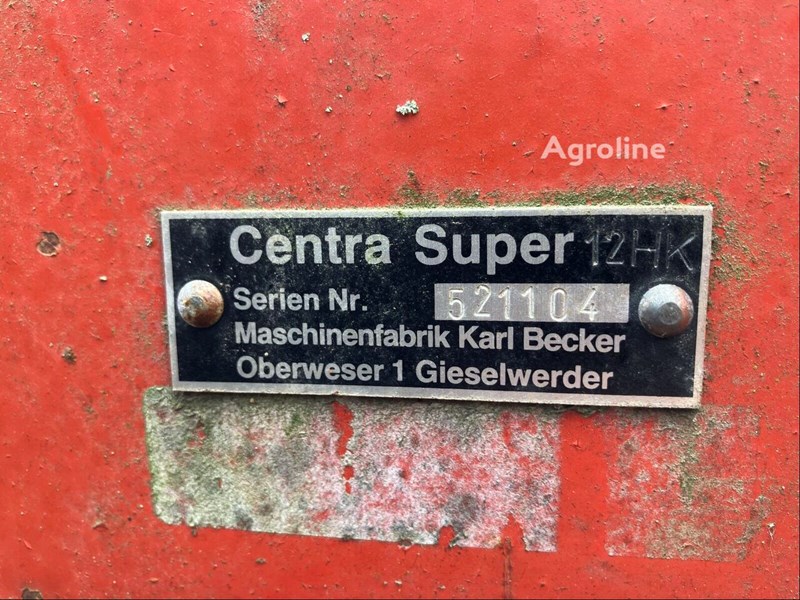 Agroline
Centra Super 12HK
Serien Nr. 521104
Maschinenfabrik Karl Becker
Oberweser 1 Gieselwerder